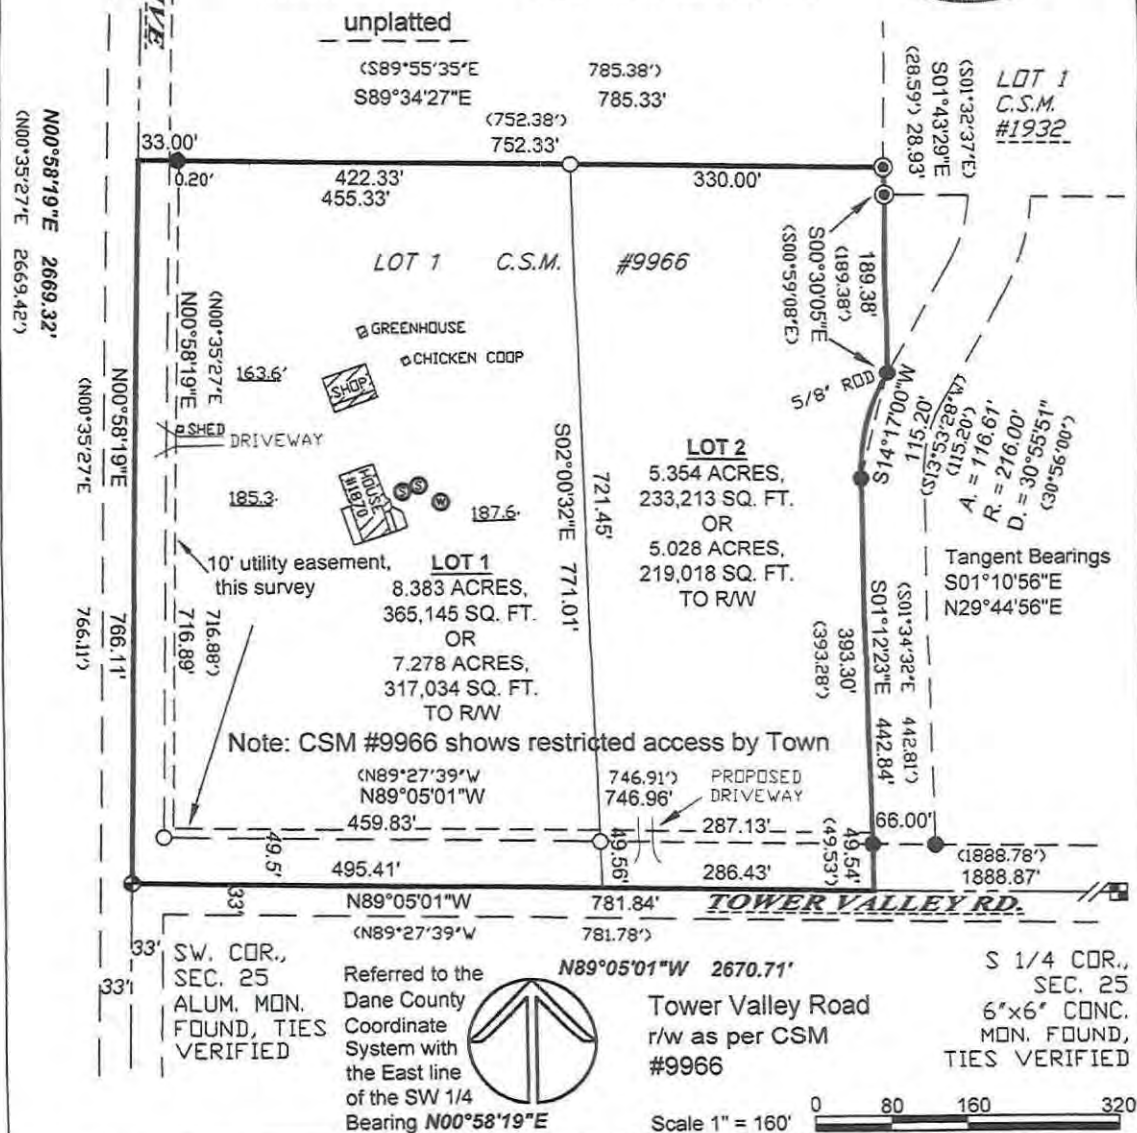 VE.
unplatted
(S89°55'35"E 785.38')
S89°34'27"E 785.33'
(752.38')
752.33'
33.00'
0.20'
422.33'
455.33'
330.00'
(S01°32'37"E)
S01°43'29"E
(28.59') 28.93'
LOT 1
C.S.M.
#1932
N00°58'19"E 2669.32'
(N00°35'27"E 2669.42')
LOT 1 C.S.M. #9966
189.38'
(189.38')
S00°30'05"E
(S00°59'08"E)
GREENHOUSE
CHICKEN COOP
SHOP
163.6'
(N00°35'27"E
N00°58'19"E
N00°58'19"E
(N00°35'27"E
SHED
DRIVEWAY
5/8" ROD
S14°17'00"W
115.20'
(S13°53'28"W)
(115.20')
A. = 116.61'
R. = 216.00'
D. = 30°55'51"
(30°56'00")
HOUSE
#1870
S
S
W
185.3'
187.6'
S02°00'32"E 771.01'
721.45'
LOT 2
5.354 ACRES,
233,213 SQ. FT.
OR
5.028 ACRES,
219,018 SQ. FT.
TO R/W
Tangent Bearings
S01°10'56"E
N29°44'56"E
10' utility easement,
this survey
LOT 1
8.383 ACRES,
365,145 SQ. FT.
OR
7.278 ACRES,
317,034 SQ. FT.
TO R/W
716.88')
716.89'
766.11'
766.11')
(S01°34'32"E 442.81')
S01°12'23"E 442.84'
393.30'
(393.28')
Note: CSM #9966 shows restricted access by Town
(N89°27'39"W 746.91')
N89°05'01"W 746.96'
PROPOSED
DRIVEWAY
459.83'
287.13'
66.00'
49.5'
49.56'
49.54'
(49.53')
(1888.78')
1888.87'
495.41'
286.43'
33'
N89°05'01"W 781.84'
TOWER VALLEY RD.
(N89°27'39"W 781.78')
33'
33'
SW. COR.,
SEC. 25
ALUM. MON.
FOUND, TIES
VERIFIED
Referred to the
Dane County
Coordinate
System with
the East line
of the SW 1/4
Bearing N00°58'19"E
N89°05'01"W 2670.71'
Tower Valley Road
r/w as per CSM
#9966
S 1/4 COR.,
SEC. 25
6"x6" CONC.
MON. FOUND,
TIES VERIFIED
Scale 1" = 160'
0 80 160 320